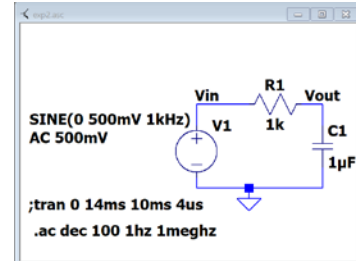 Vin
R1
Vout
SINE(0 500mV 1kHz)
V1
1k
C1
AC 500mV
1µF
;tran 0 14ms 10ms 4us
.ac dec 100 1hz 1meghz